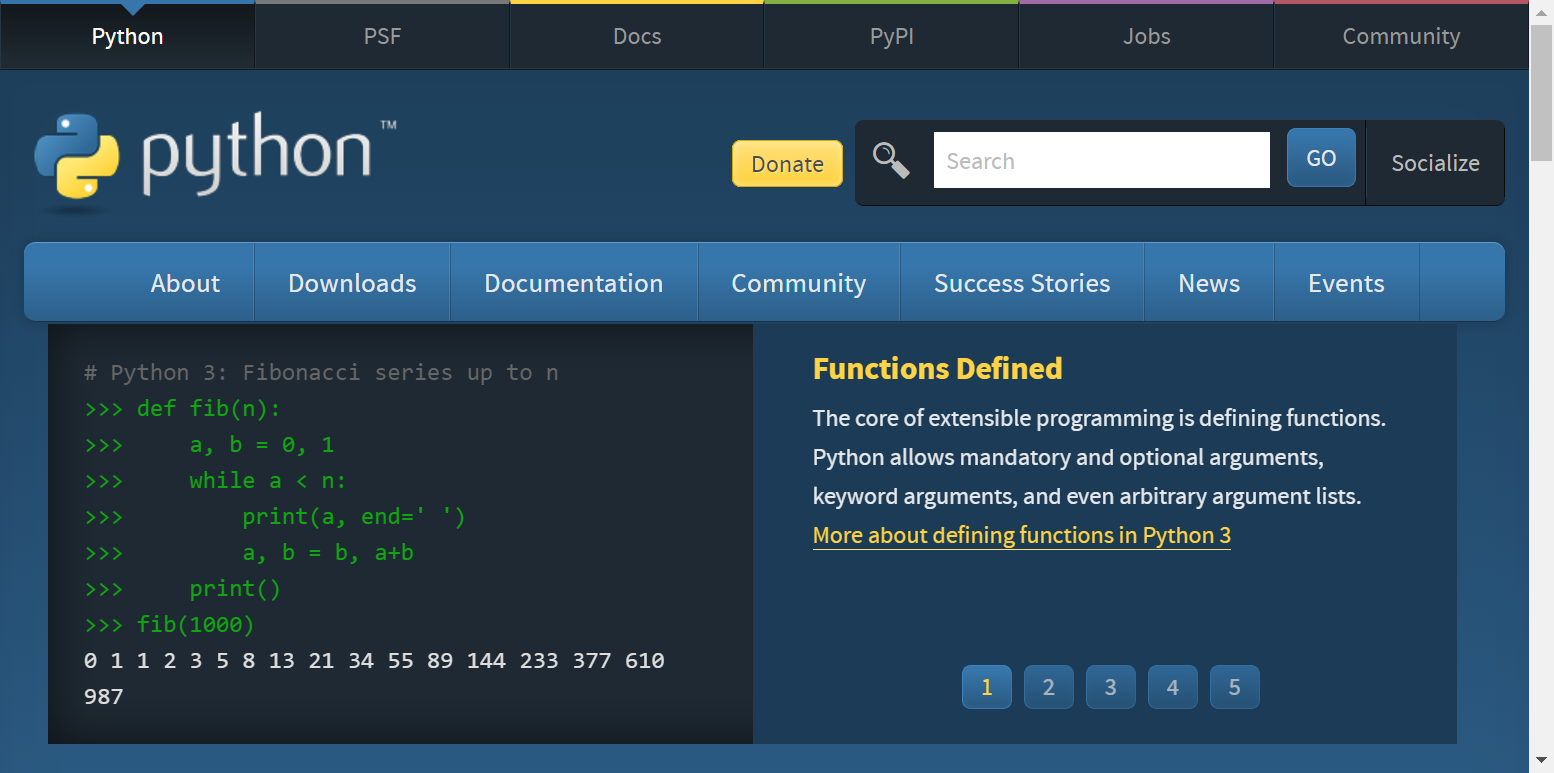 Python PSF Docs PyPI Jobs Community
python™
Donate Search GO Socialize
About Downloads Documentation Community Success Stories News Events
# Python 3: Fibonacci series up to n
>>> def fib(n):
>>>     a, b = 0, 1
>>>     while a < n:
>>>         print(a, end=' ')
>>>         a, b = b, a+b
>>>     print()
>>> fib(1000)
0 1 1 2 3 5 8 13 21 34 55 89 144 233 377 610
987
Functions Defined
The core of extensible programming is defining functions.
Python allows mandatory and optional arguments,
keyword arguments, and even arbitrary argument lists.
More about defining functions in Python 3
1 2 3 4 5